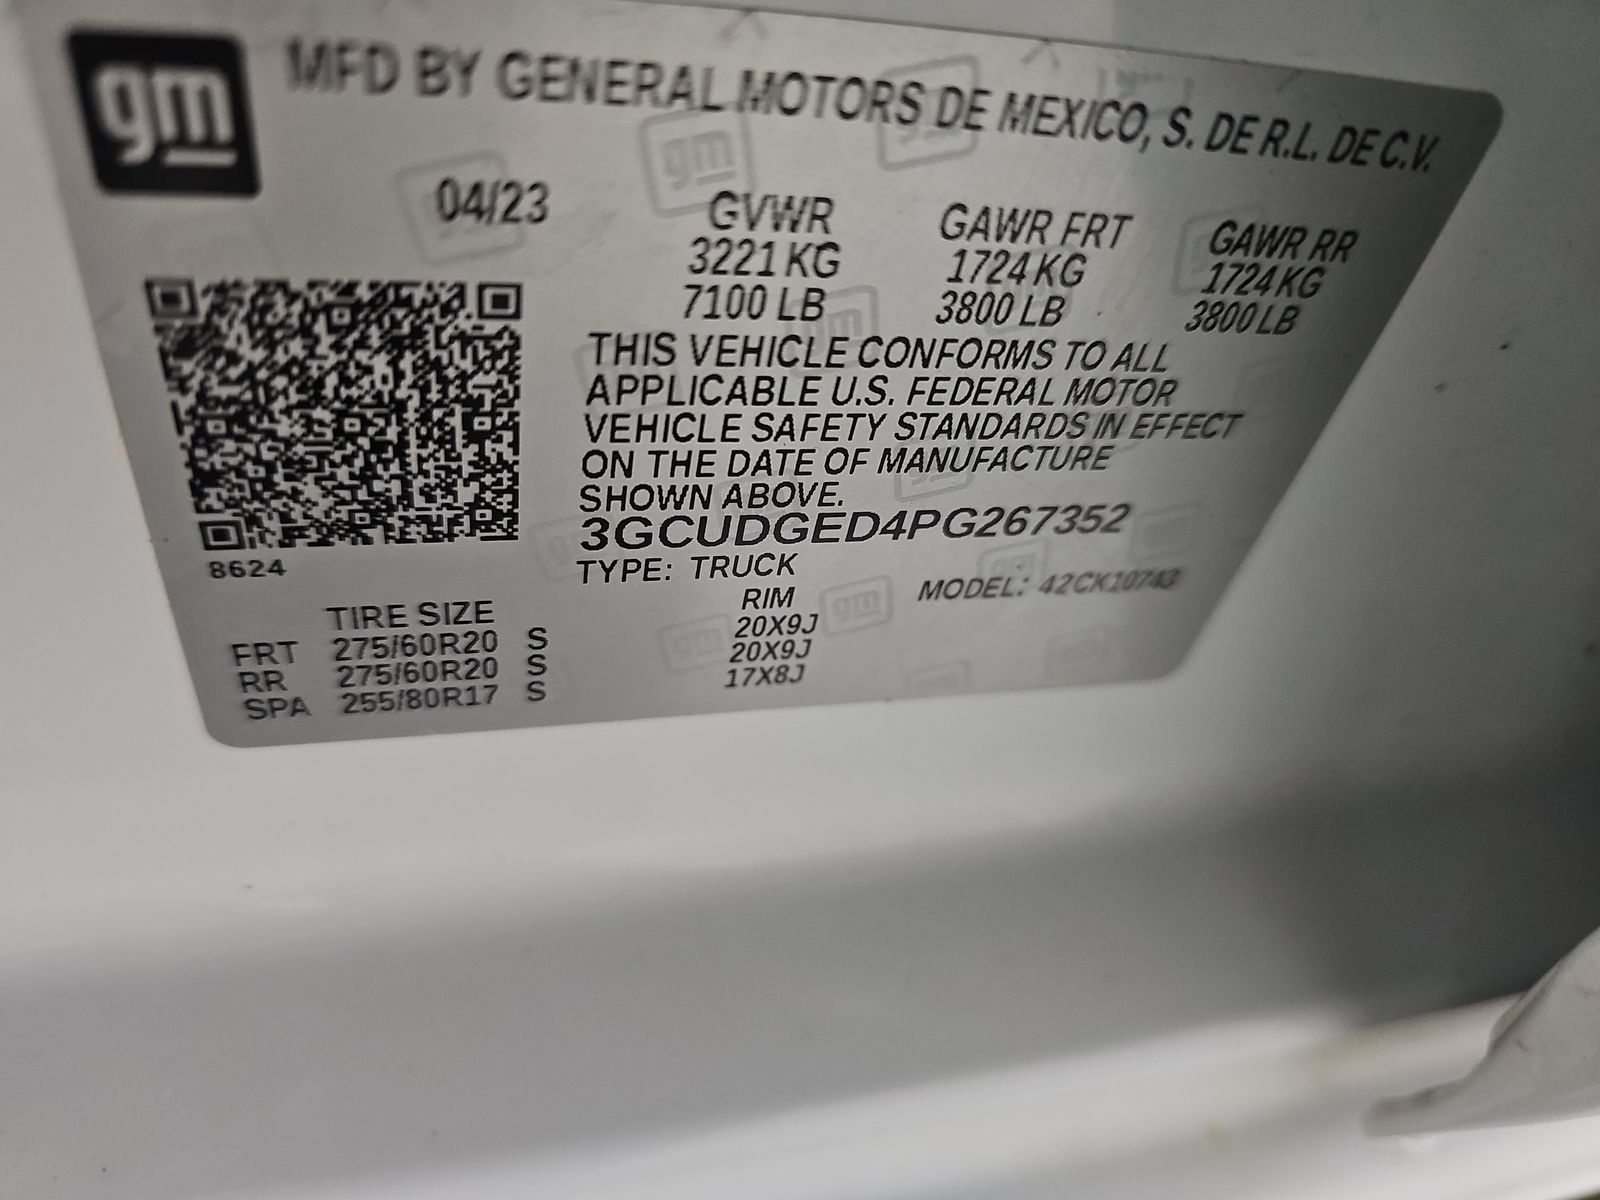 gm
MFD BY GENERAL MOTORS DE MEXICO, S. DE R.L. DE C.V.
04/23 GVWR GAWR FRT GAWR RR
3221 KG 1724 KG 1724 KG
7100 LB 3800 LB 3800 LB
THIS VEHICLE CONFORMS TO ALL
APPLICABLE U.S. FEDERAL MOTOR
VEHICLE SAFETY STANDARDS IN EFFECT
ON THE DATE OF MANUFACTURE
SHOWN ABOVE.
3GCUDGED4PG267352
8624
TYPE: TRUCK MODEL: 42CK10743
TIRE SIZE RIM
FRT 275/60R20 S 20X9J
RR 275/60R20 S 20X9J
SPA 255/80R17 S 17X8J